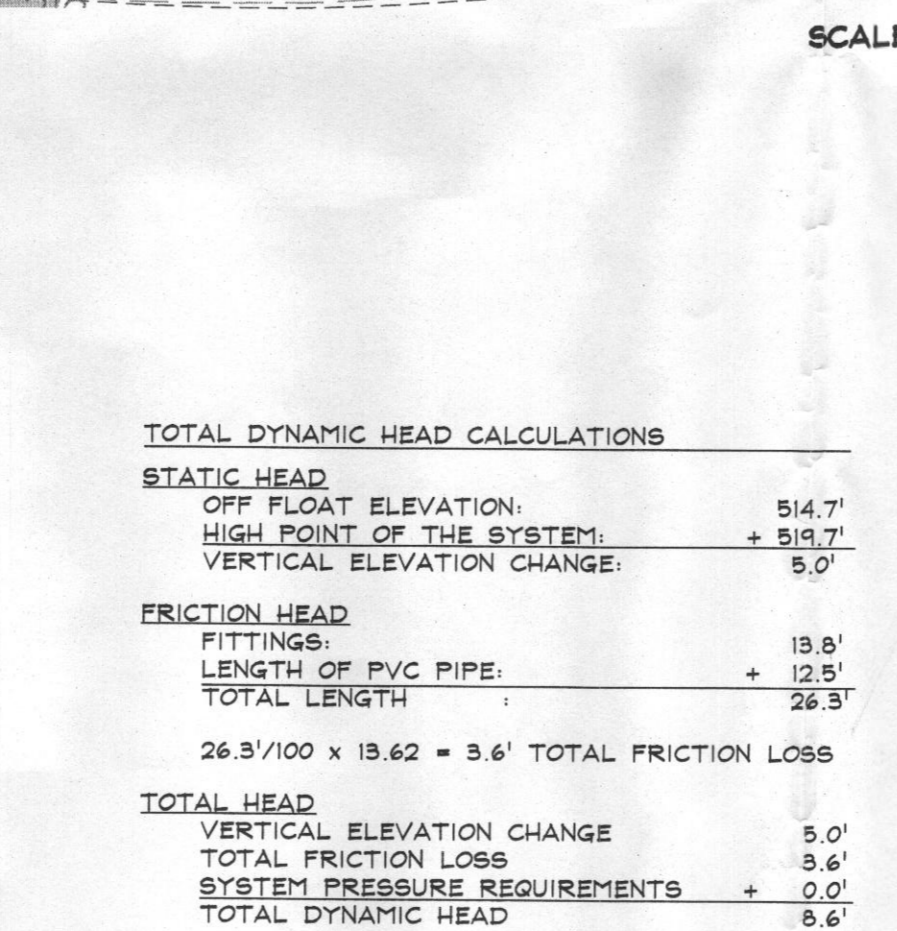 SCALE
TOTAL DYNAMIC HEAD CALCULATIONS
STATIC HEAD
OFF FLOAT ELEVATION: 514.7'
HIGH POINT OF THE SYSTEM: + 519.7'
VERTICAL ELEVATION CHANGE: 5.0'
FRICTION HEAD
FITTINGS: 13.8'
LENGTH OF PVC PIPE: + 12.5'
TOTAL LENGTH : 26.3'
26.3'/100 x 13.62 = 3.6' TOTAL FRICTION LOSS
TOTAL HEAD
VERTICAL ELEVATION CHANGE 5.0'
TOTAL FRICTION LOSS 3.6'
SYSTEM PRESSURE REQUIREMENTS + 0.0'
TOTAL DYNAMIC HEAD 8.6'